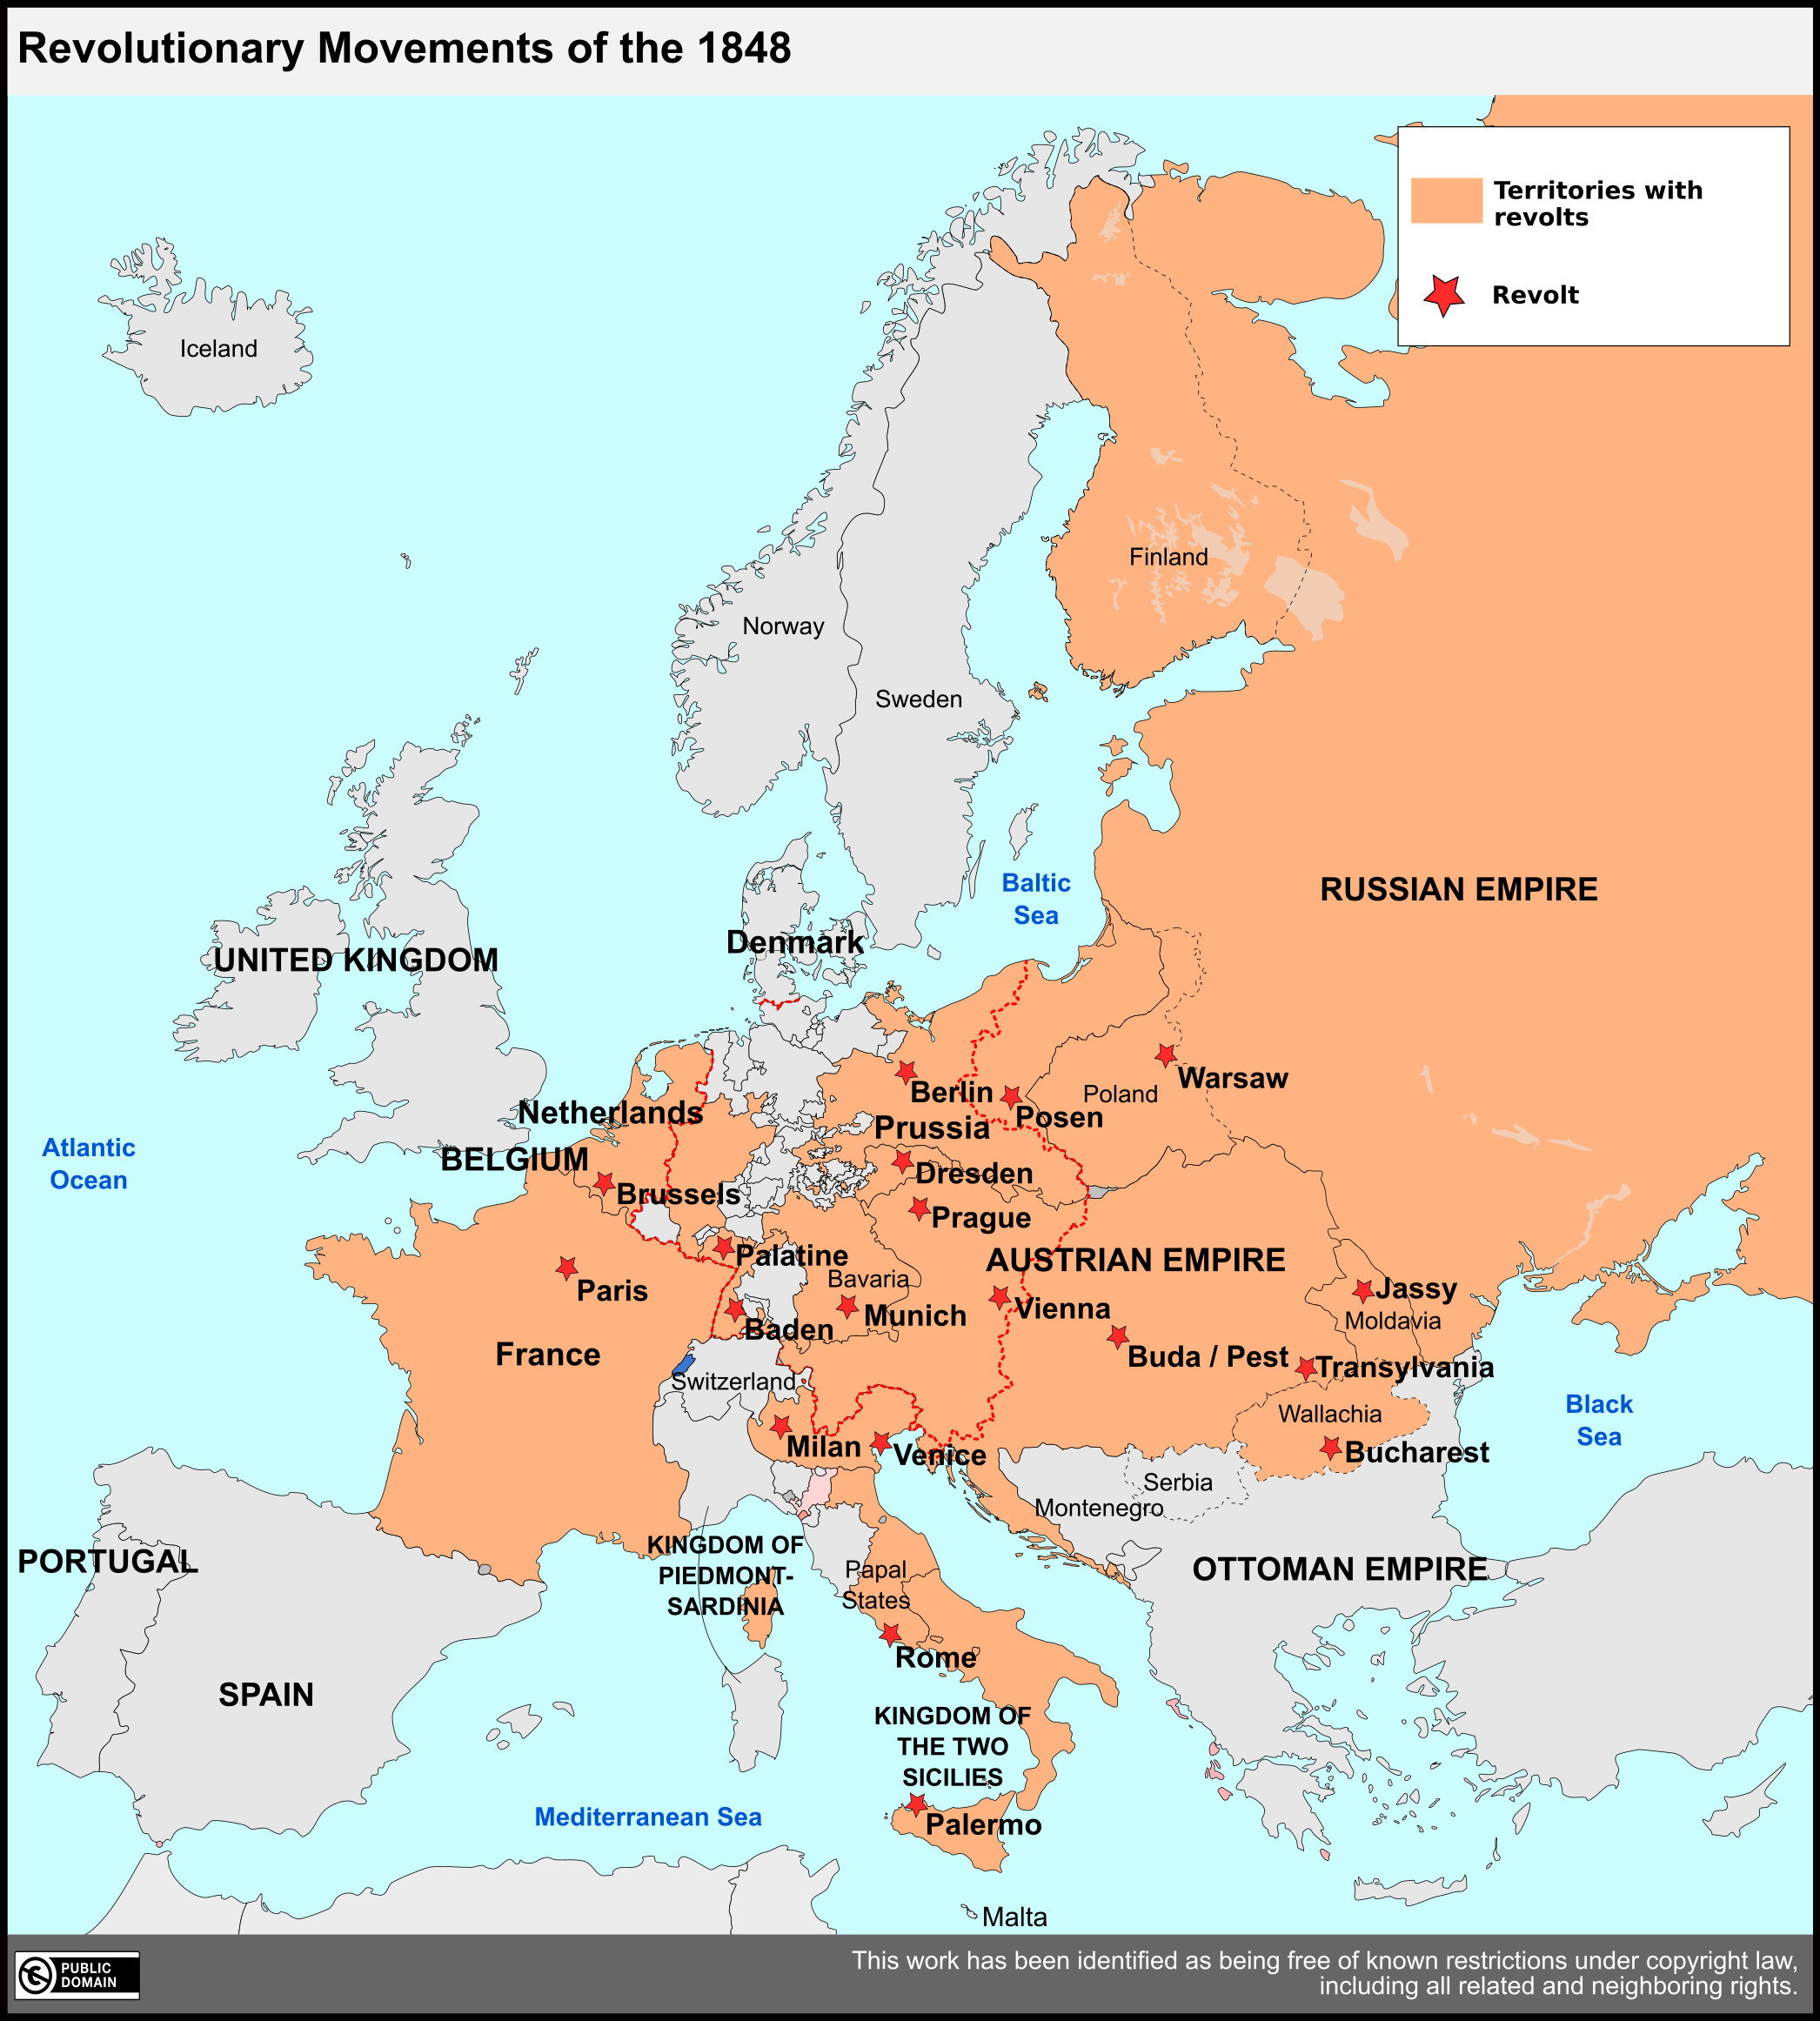 Revolutionary Movements of the 1848
Territories with
revolts
Revolt
Iceland
Finland
Norway
Sweden
Baltic
Sea
RUSSIAN EMPIRE
UNITED KINGDOM
Denmark
Warsaw
Berlin
Poland
Netherlands
Posen
Prussia
Atlantic
Ocean
BELGIUM
Dresden
Brussels
Prague
Palatine
AUSTRIAN EMPIRE
Bavaria
Paris
Jassy
Vienna
Munich
Moldavia
Baden
France
Buda / Pest
Transylvania
Switzerland
Wallachia
Black
Sea
Milan
Venice
Bucharest
Serbia
Montenegro
KINGDOM OF
PIEDMONT-
SARDINIA
PORTUGAL
Papal
States
OTTOMAN EMPIRE
Rome
SPAIN
KINGDOM OF
THE TWO
SICILIES
Mediterranean Sea
Palermo
Malta
PUBLIC
DOMAIN
This work has been identified as being free of known restrictions under copyright law,
including all related and neighboring rights.